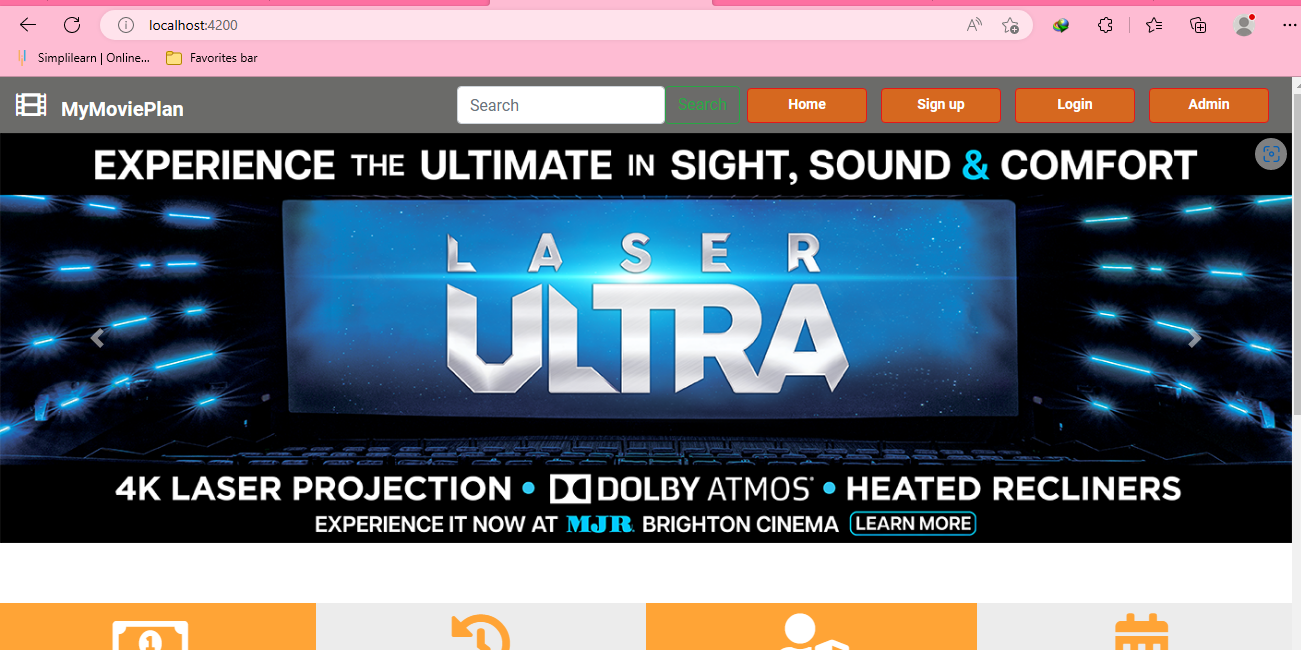 localhost:4200
Simplilearn | Online... Favorites bar
MyMoviePlan Search Search Home Sign up Login Admin
EXPERIENCE THE ULTIMATE IN SIGHT, SOUND & COMFORT
LASER
ULTRA
4K LASER PROJECTION • DOLBY ATMOS • HEATED RECLINERS
EXPERIENCE IT NOW AT MJR BRIGHTON CINEMA LEARN MORE
1